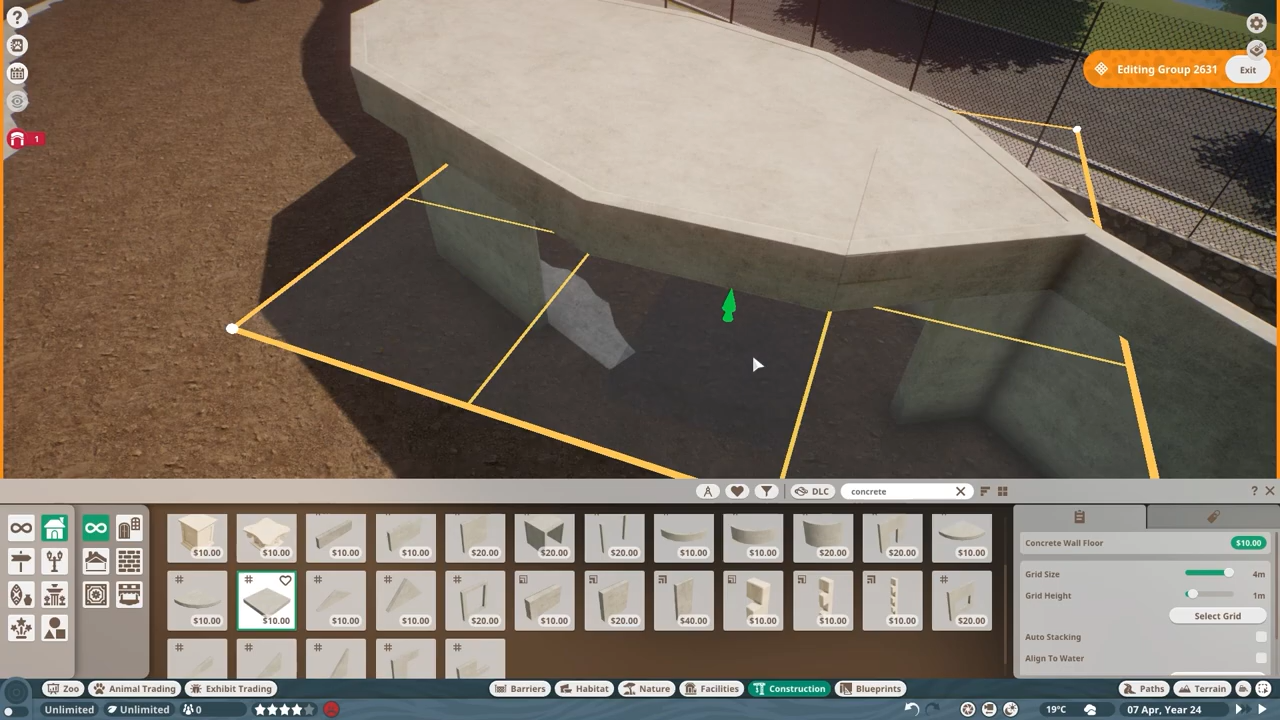 ?
Editing Group 2631
Exit
1
DLC
concrete
?
$10.00
$10.00
$10.00
$10.00
$20.00
$20.00
$20.00
$10.00
$10.00
$20.00
$20.00
$10.00
Concrete Wall Floor
$10.00
Grid Size
4m
Grid Height
1m
$10.00
$10.00
$10.00
$10.00
$20.00
$10.00
$20.00
$40.00
$10.00
$10.00
$10.00
$20.00
Select Grid
Auto Stacking
Align To Water
Zoo
Animal Trading
Exhibit Trading
Barriers
Habitat
Nature
Facilities
Construction
Blueprints
Paths
Terrain
Unlimited
Unlimited
0
19°C
07 Apr, Year 24